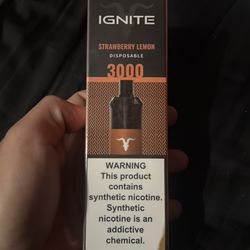 IGNITE
STRAWBERRY LEMON
DISPOSABLE
3000
WARNING
This product
contains
synthetic nicotine.
Synthetic
nicotine is an
addictive
chemical.